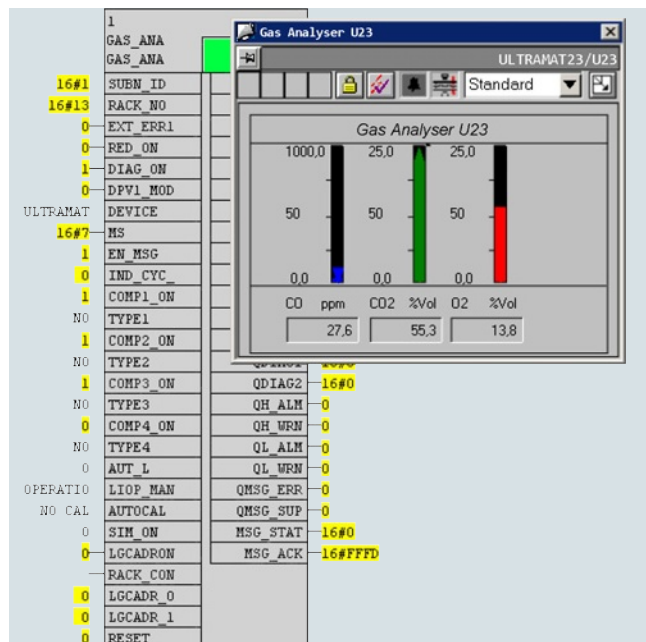 1
GAS_ANA
GAS_ANA
Gas Analyser U23
ULTRAMAT23/U23
Standard
Gas Analyser U23
1000,0 25,0 25,0
50 50 50
0,0 0,0 0,0
CO ppm CO2 %Vol O2 %Vol
27,6 55,3 13,8
16#1 SUBN_ID
16#13 RACK_NO
0 EXT_ERR1
0 RED_ON
1 DIAG_ON
0 DPV1_MOD
ULTRAMAT DEVICE
16#7 MS
1 EN_MSG
0 IND_CYC_
1 COMP1_ON
NO TYPE1
1 COMP2_ON
NO TYPE2
1 COMP3_ON QDIAG2 16#0
NO TYPE3 QH_ALM 0
0 COMP4_ON QH_WRN 0
NO TYPE4 QL_ALM 0
0 AUT_L QL_WRN 0
OPERATIO LIOP_MAN QMSG_ERR 0
NO CAL AUTOCAL QMSG_SUP 0
0 SIM_ON MSG_STAT 16#0
0 LGCADRON MSG_ACK 16#FFFD
RACK_CON
0 LGCADR_0
0 LGCADR_1
0 RESET